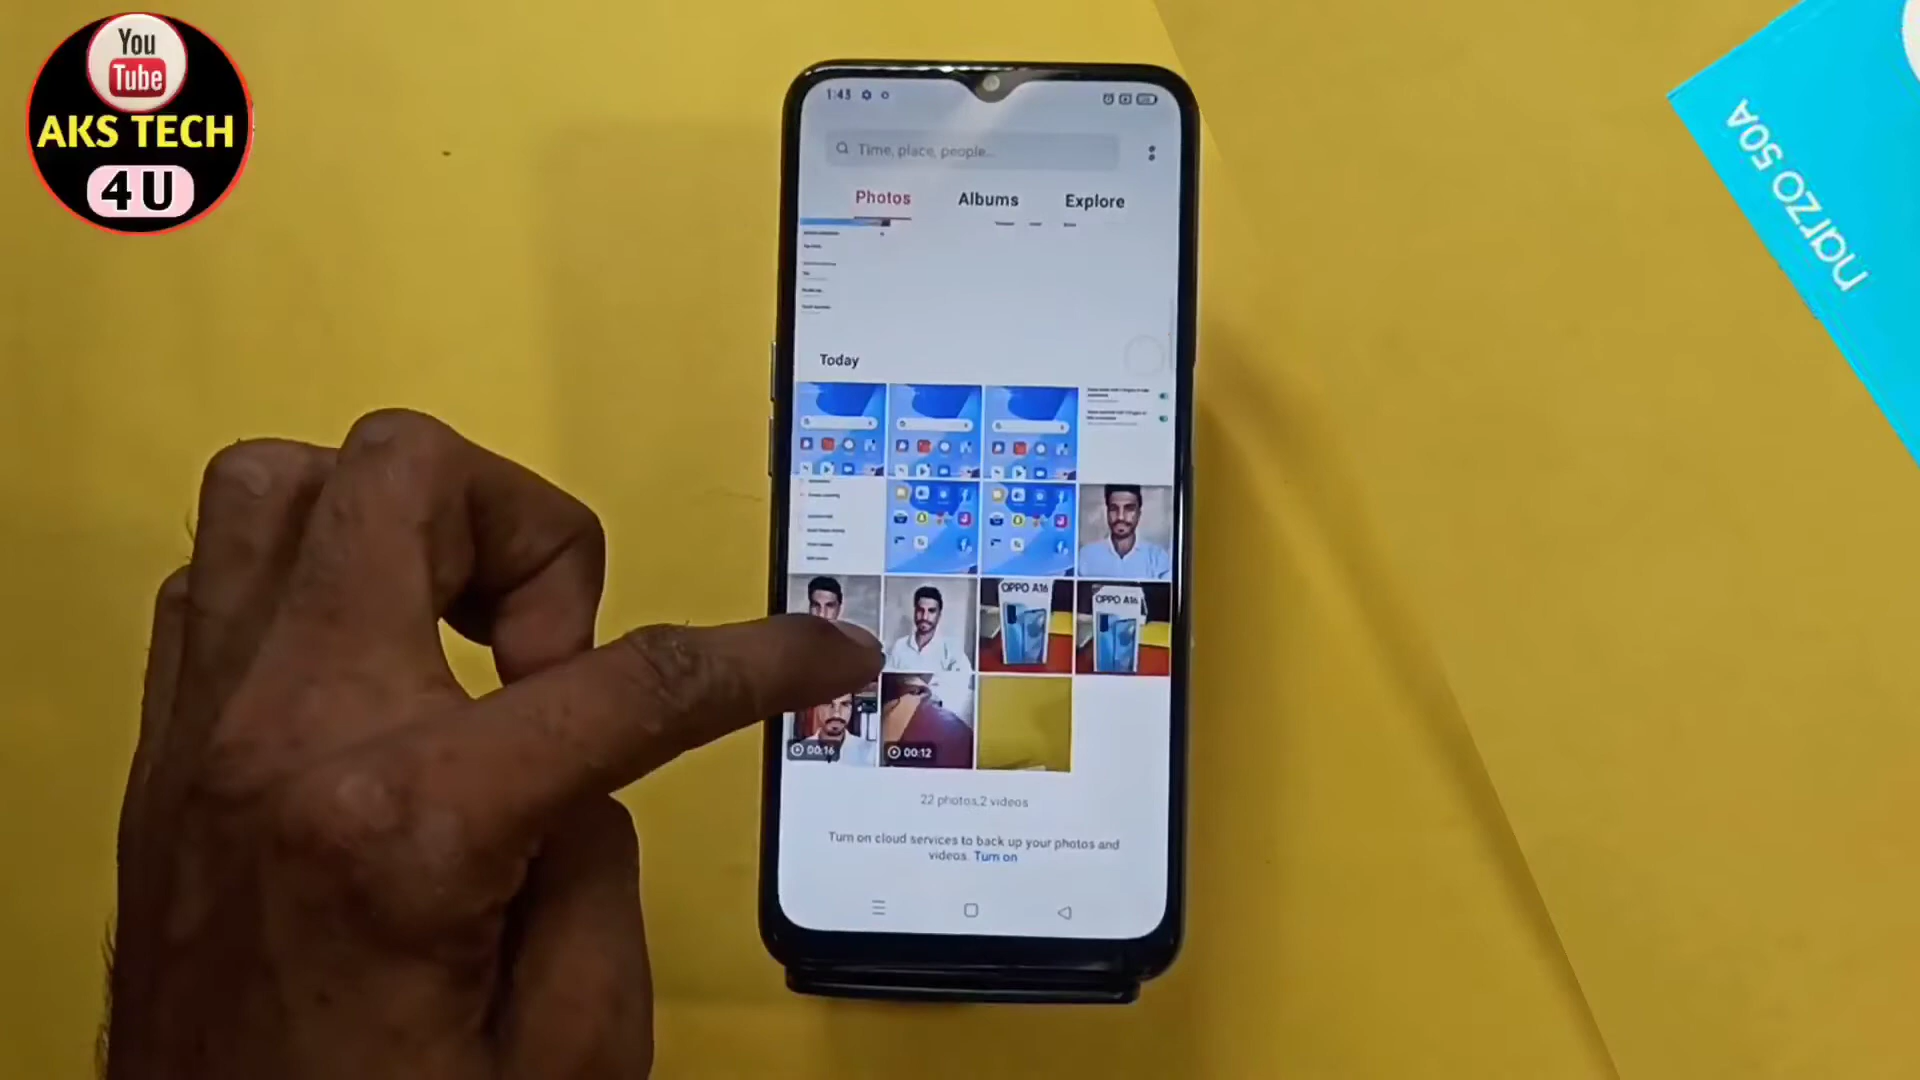 You
Tube
AKS TECH
4 U
narzo 50A
1:43
Time, place, people...
Photos
Albums
Explore
Today
OPPO A16
OPPO A16
00:16
00:12
22 photos,2 videos
Turn on cloud services to back up your photos and
videos. Turn on